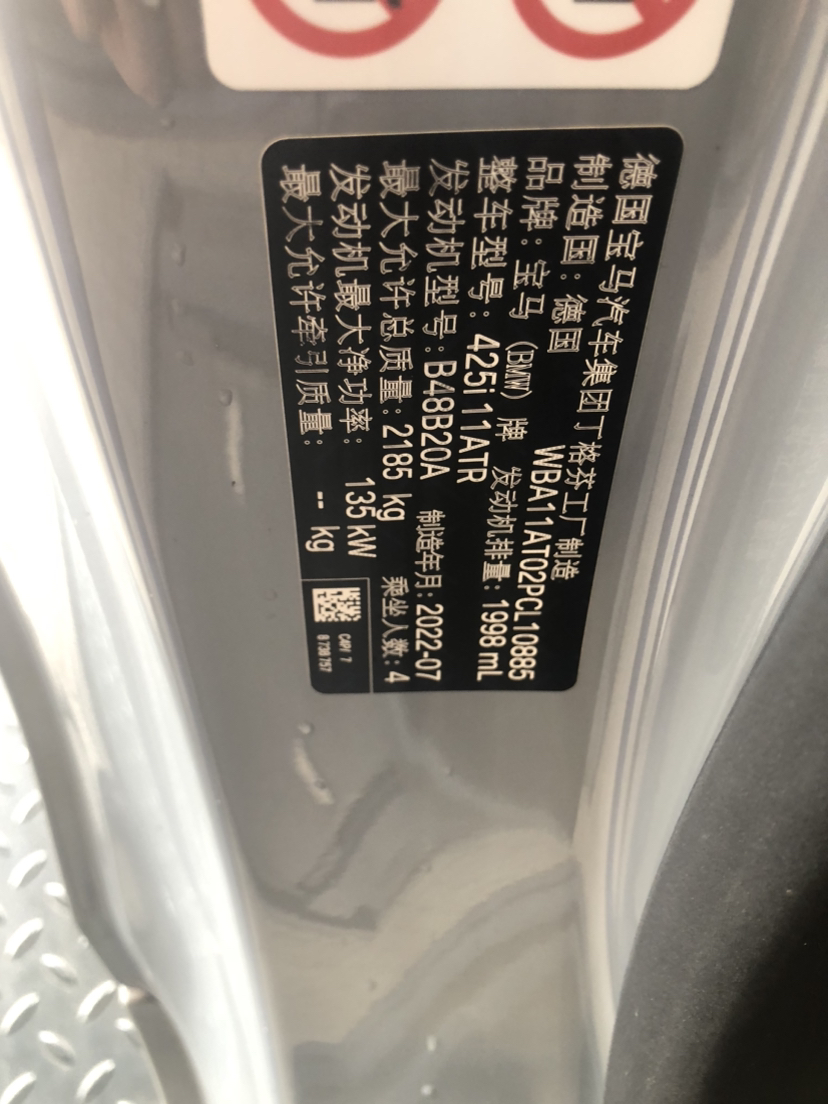 德国宝马汽车集团丁格芬工厂制造
制造国：德国 WBA11AT02PCL10885
品牌：宝马（BMW）牌 发动机排量：1998 mL
整车型号：425i 11ATR
发动机型号：B48B20A 制造年月：2022-07
最大允许总质量：2185 kg 乘坐人数：4
发动机最大净功率： 135 kW
最大允许牵引质量： -- kg
8 738 757